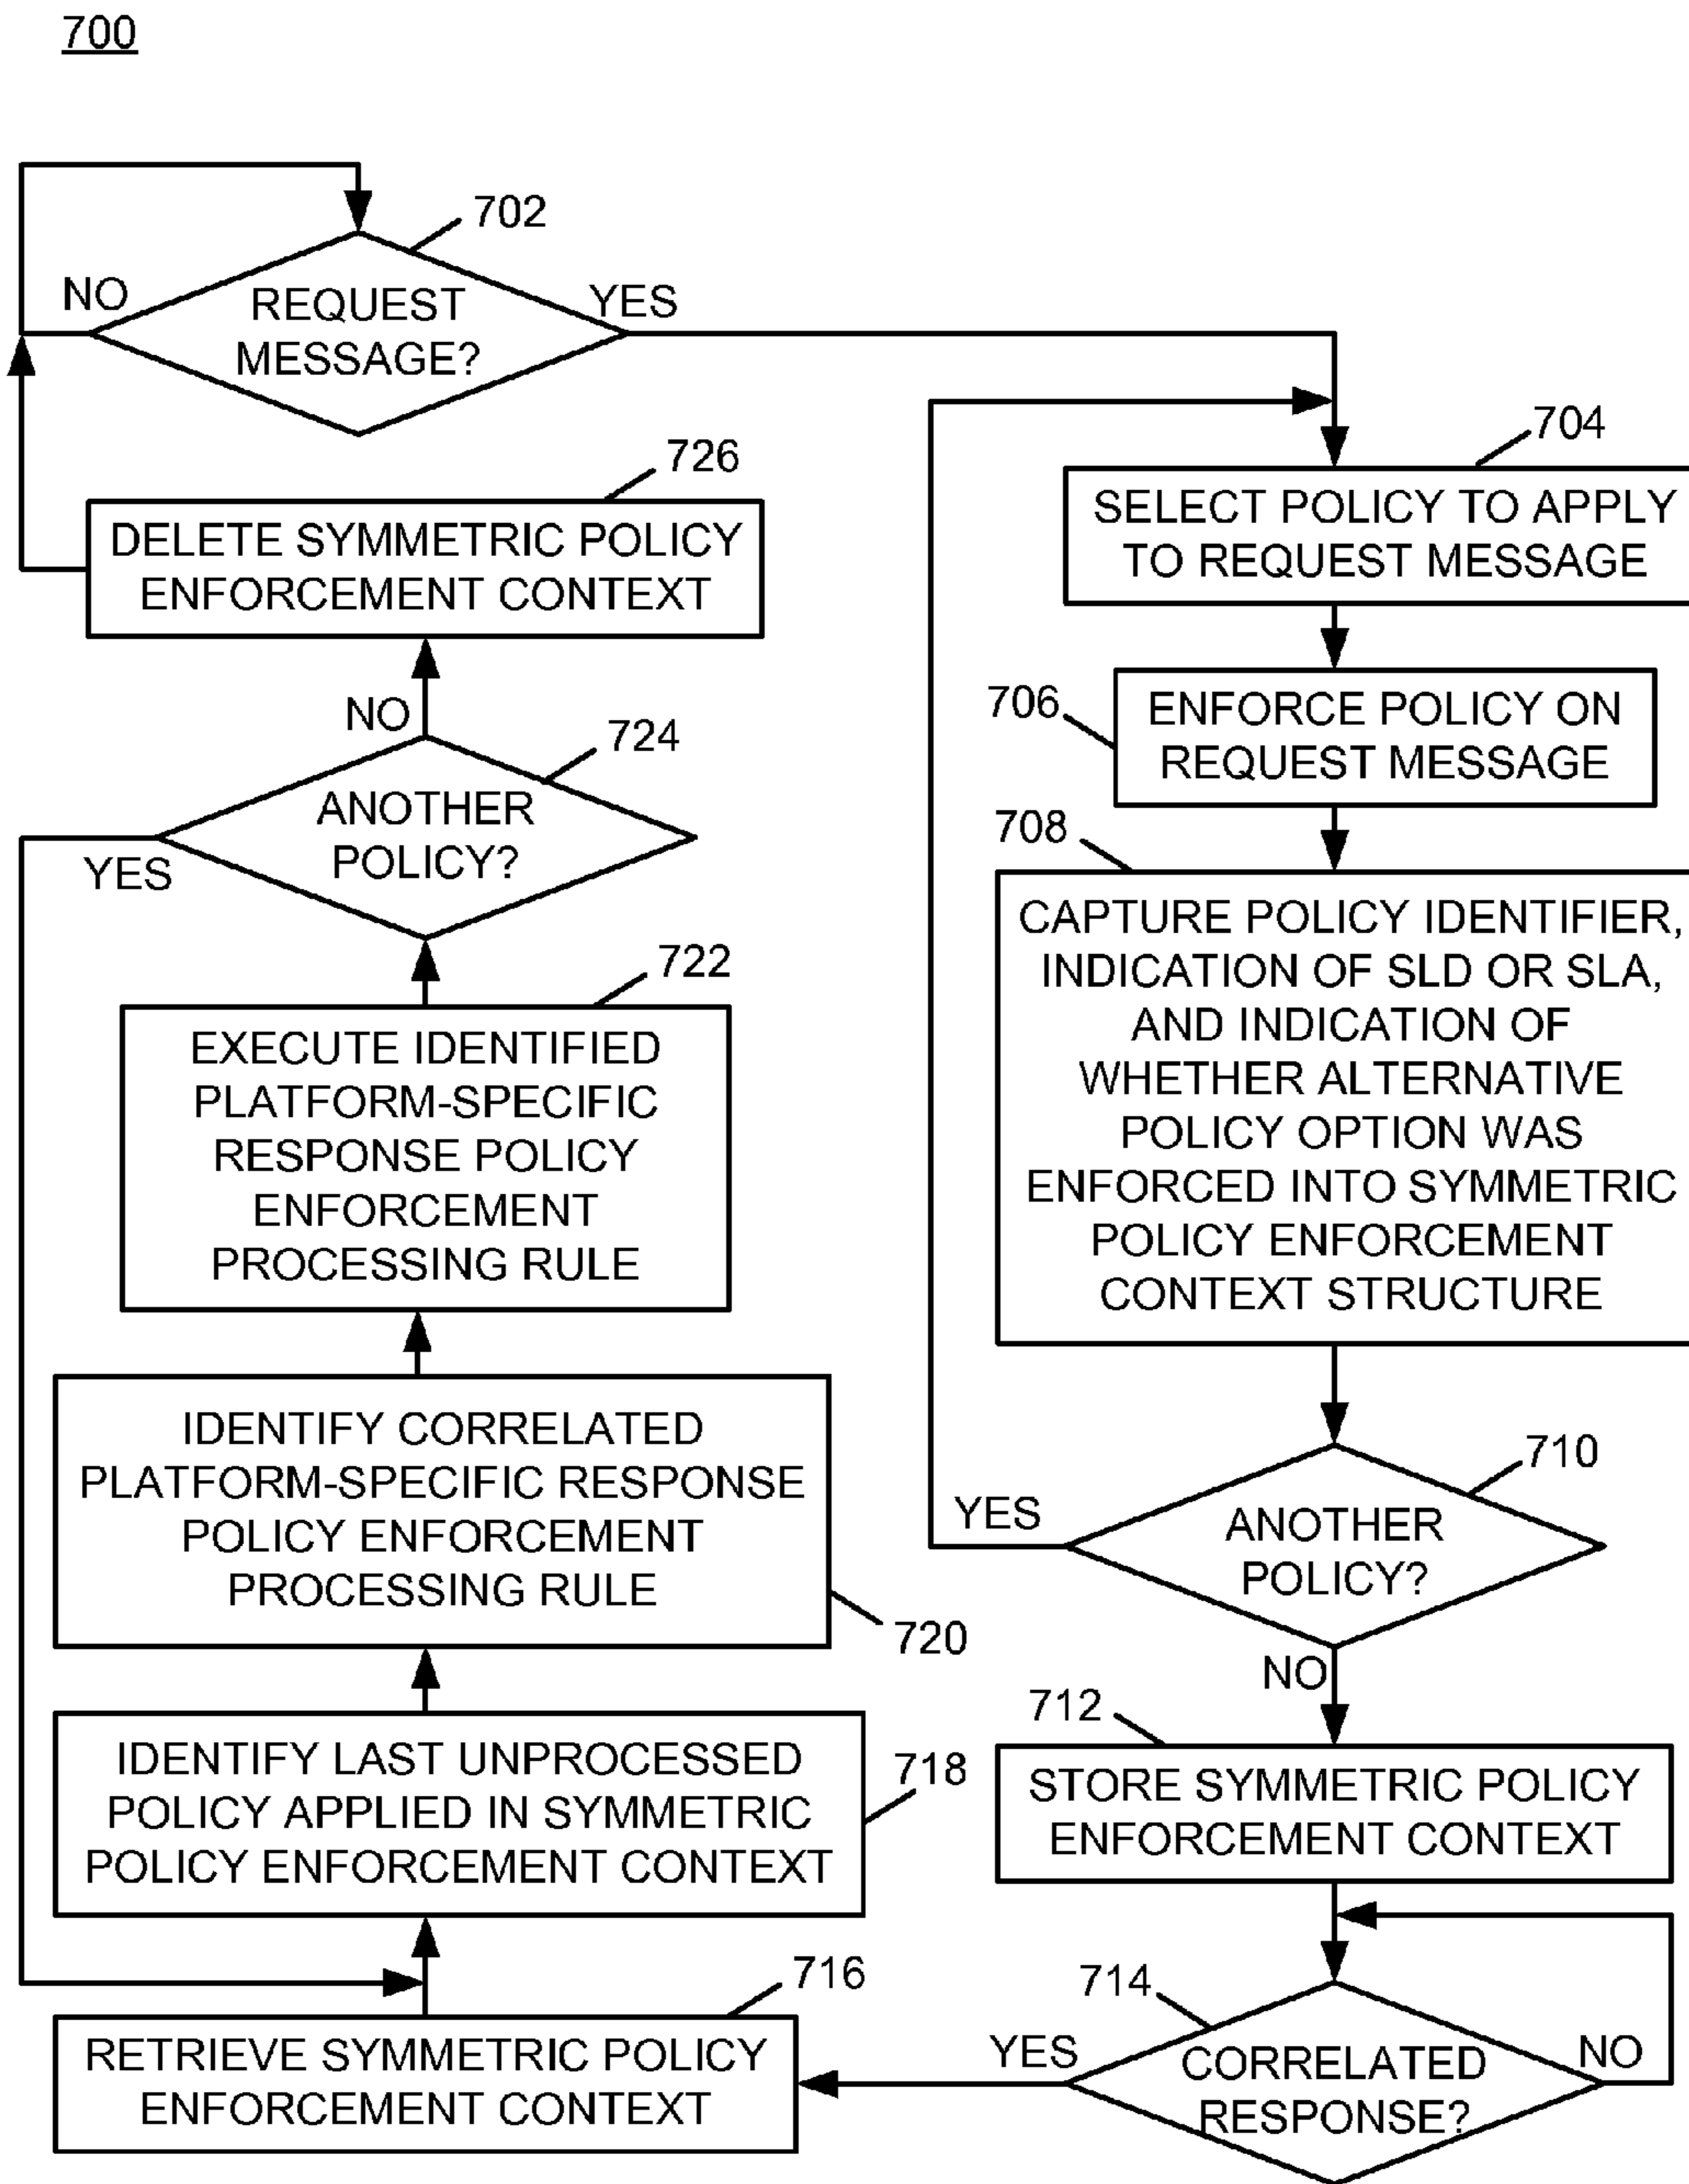 700
702
NO
REQUEST
MESSAGE?
YES
704
SELECT POLICY TO APPLY
TO REQUEST MESSAGE
706
ENFORCE POLICY ON
REQUEST MESSAGE
708
CAPTURE POLICY IDENTIFIER,
INDICATION OF SLD OR SLA,
AND INDICATION OF
WHETHER ALTERNATIVE
POLICY OPTION WAS
ENFORCED INTO SYMMETRIC
POLICY ENFORCEMENT
CONTEXT STRUCTURE
710
YES
ANOTHER
POLICY?
NO
712
STORE SYMMETRIC POLICY
ENFORCEMENT CONTEXT
714
YES
CORRELATED
RESPONSE?
NO
716
RETRIEVE SYMMETRIC POLICY
ENFORCEMENT CONTEXT
718
IDENTIFY LAST UNPROCESSED
POLICY APPLIED IN SYMMETRIC
POLICY ENFORCEMENT CONTEXT
720
IDENTIFY CORRELATED
PLATFORM-SPECIFIC RESPONSE
POLICY ENFORCEMENT
PROCESSING RULE
722
EXECUTE IDENTIFIED
PLATFORM-SPECIFIC
RESPONSE POLICY
ENFORCEMENT
PROCESSING RULE
724
YES
ANOTHER
POLICY?
NO
726
DELETE SYMMETRIC POLICY
ENFORCEMENT CONTEXT